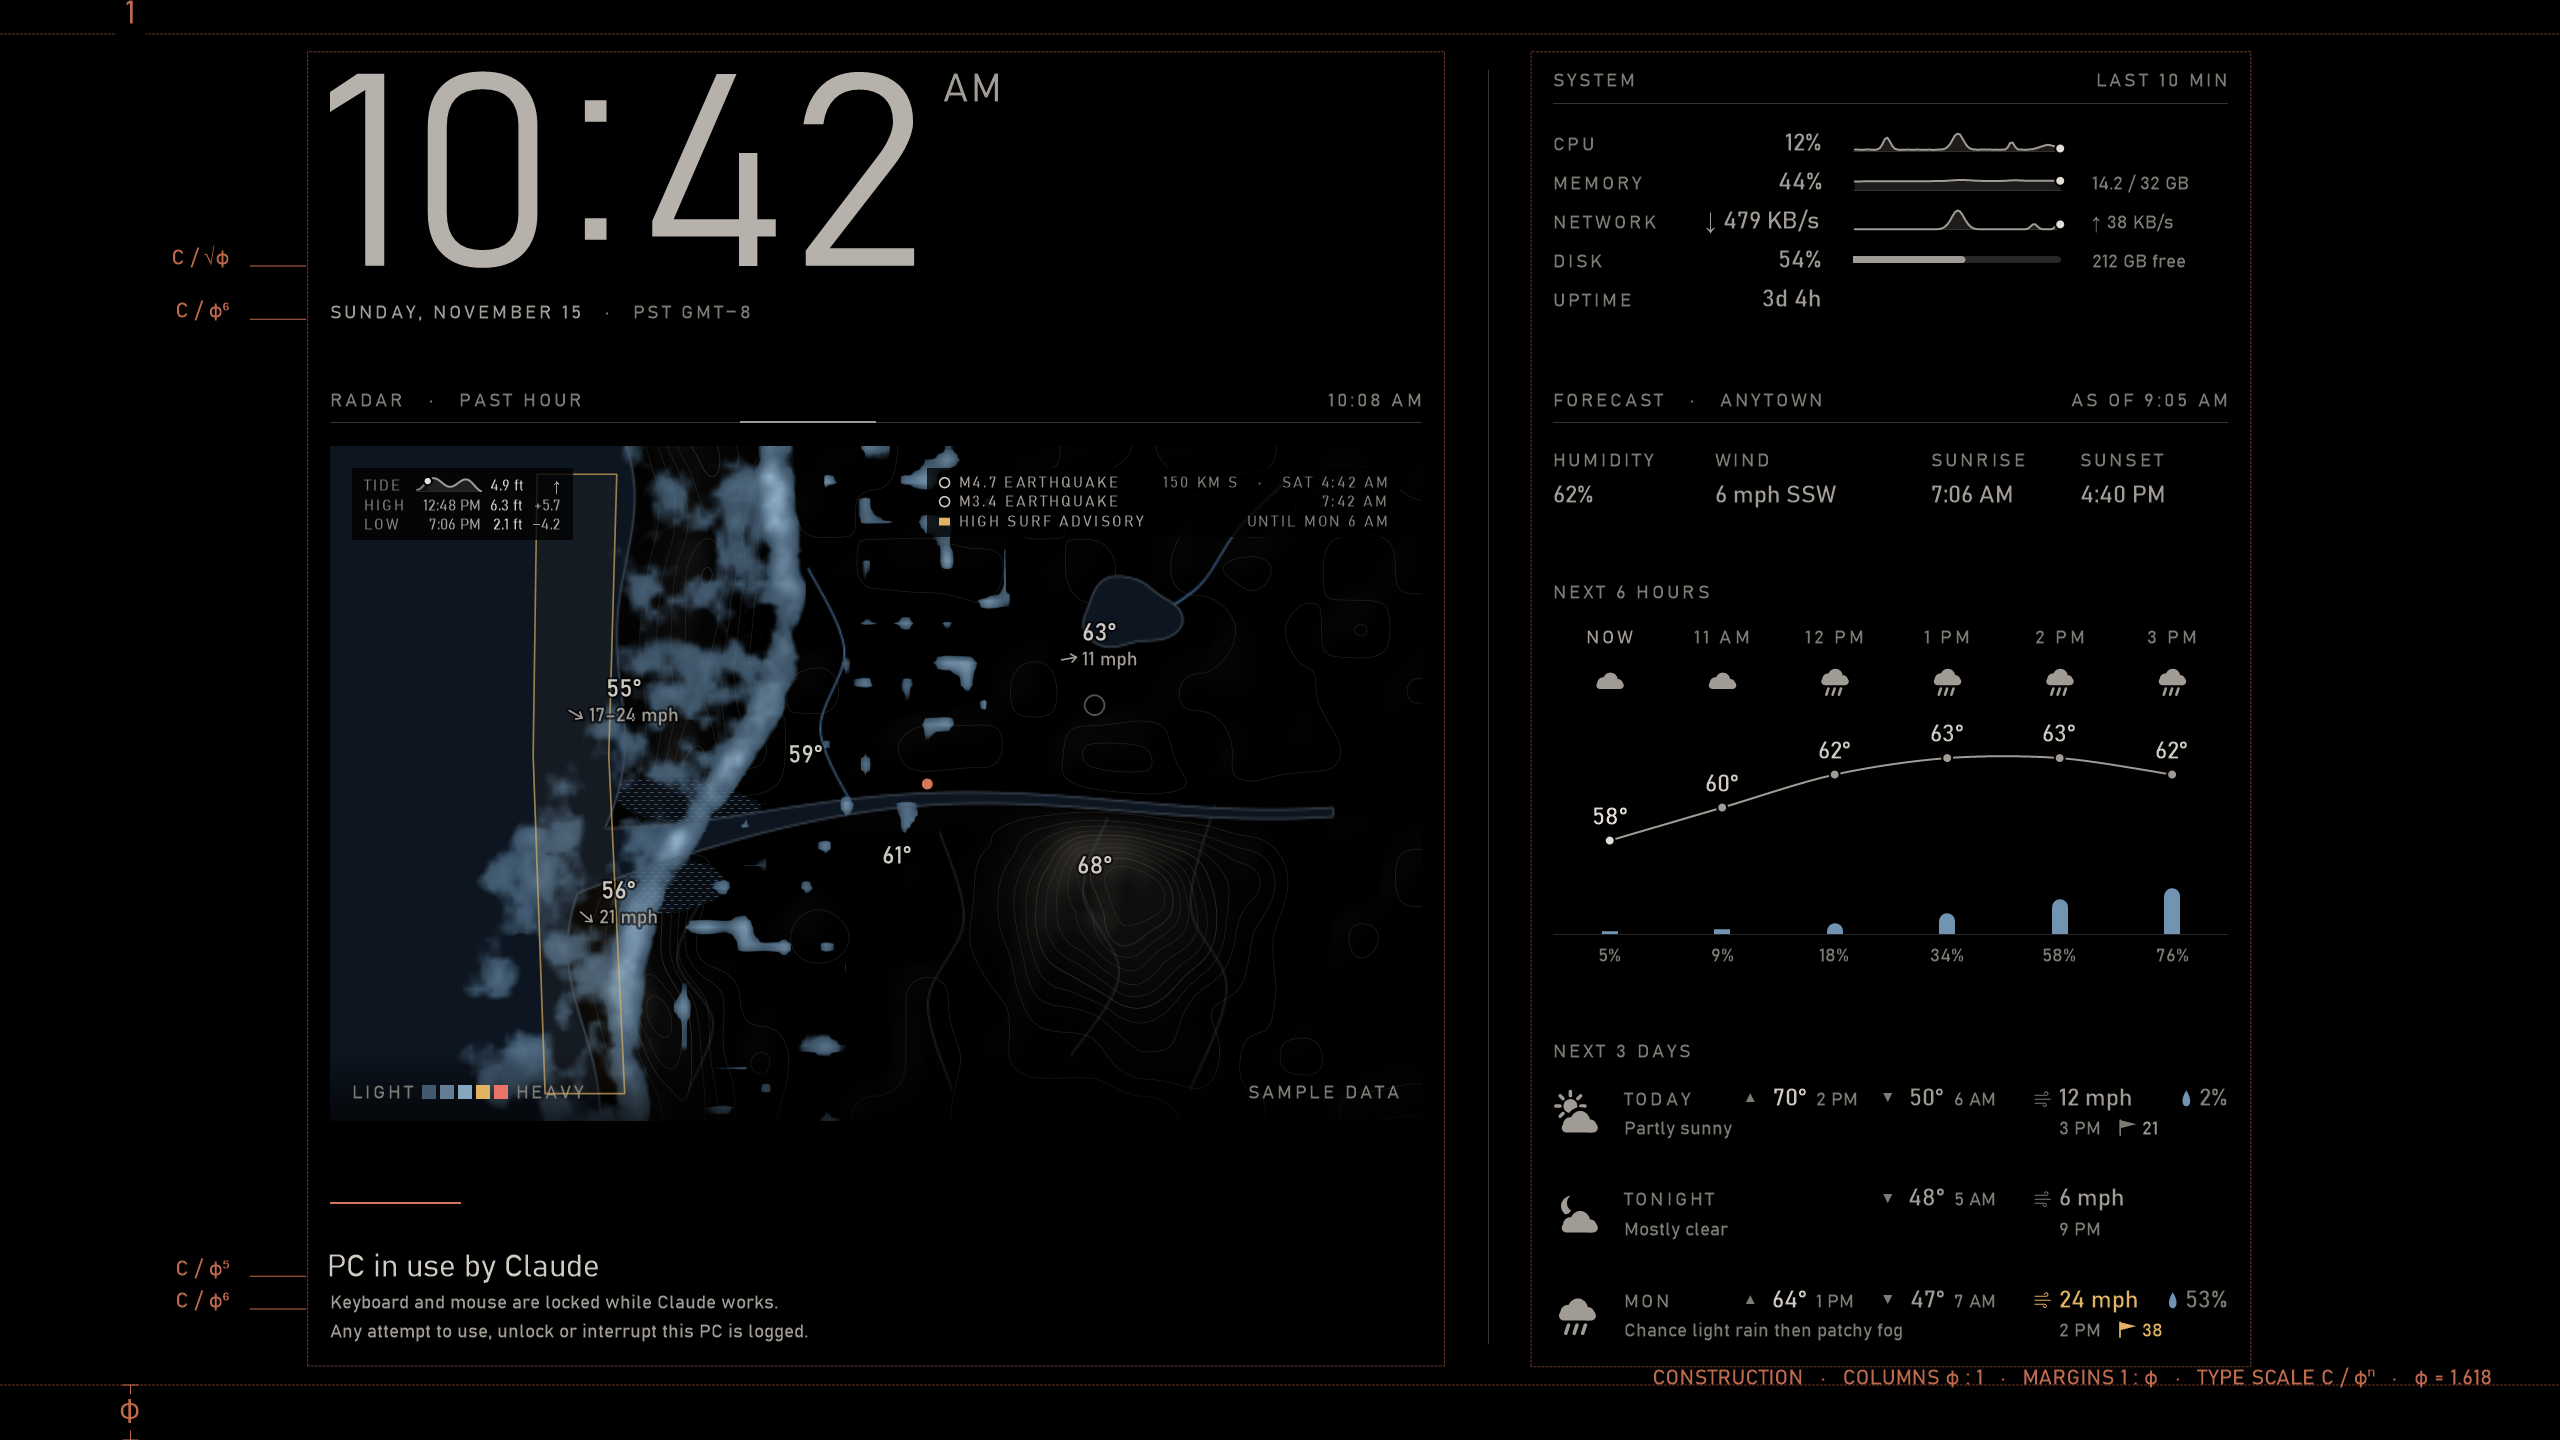 1
10:42 AM
C / √φ
C / φ⁶
SUNDAY, NOVEMBER 15 · PST GMT−8
RADAR · PAST HOUR 10:08 AM
TIDE 4.9 ft ↑
HIGH 12:48 PM 6.3 ft +5.7
LOW 7:06 PM 2.1 ft −4.2
M4.7 EARTHQUAKE 150 KM S · SAT 4:42 AM
M3.4 EARTHQUAKE 7:42 AM
HIGH SURF ADVISORY UNTIL MON 6 AM
63°
→ 11 mph
55°
↘ 17–24 mph
59°
61°
68°
56°
↘ 21 mph
LIGHT HEAVY
SAMPLE DATA
PC in use by Claude
C / φ⁵
C / φ⁶
Keyboard and mouse are locked while Claude works.
Any attempt to use, unlock or interrupt this PC is logged.
SYSTEM LAST 10 MIN
CPU 12%
MEMORY 44% 14.2 / 32 GB
NETWORK ↓ 479 KB/s ↑ 38 KB/s
DISK 54% 212 GB free
UPTIME 3d 4h
FORECAST · ANYTOWN AS OF 9:05 AM
HUMIDITY WIND SUNRISE SUNSET
62% 6 mph SSW 7:06 AM 4:40 PM
NEXT 6 HOURS
NOW 11 AM 12 PM 1 PM 2 PM 3 PM
58° 60° 62° 63° 63° 62°
5% 9% 18% 34% 58% 76%
NEXT 3 DAYS
TODAY ▲ 70° 2 PM ▼ 50° 6 AM 12 mph 2%
Partly sunny 3 PM 21
TONIGHT ▼ 48° 5 AM 6 mph
Mostly clear 9 PM
MON ▲ 64° 1 PM ▼ 47° 7 AM 24 mph 53%
Chance light rain then patchy fog 2 PM 38
CONSTRUCTION · COLUMNS φ : 1 · MARGINS 1 : φ · TYPE SCALE C / φⁿ · φ = 1.618
φ